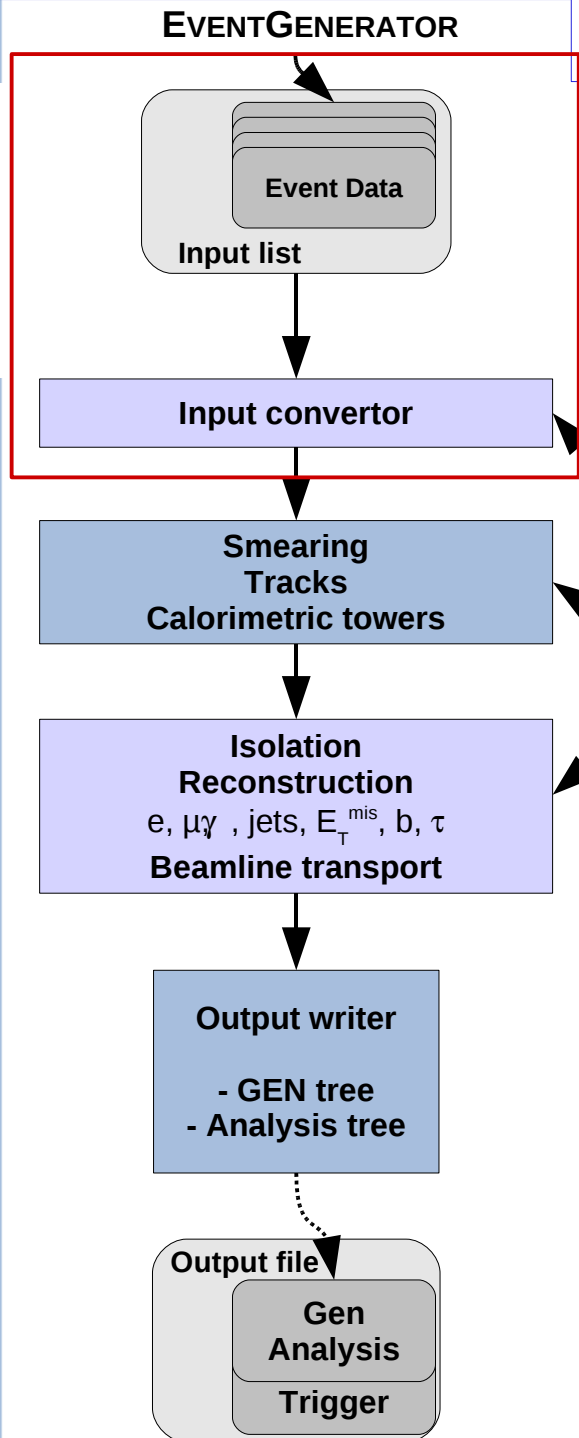 EVENTGENERATOR
Event Data
Input list
Input convertor
Smearing
Tracks
Calorimetric towers
Isolation
Reconstruction
e, μ,γ , jets, E_T^mis, b, τ
Beamline transport
Output writer
- GEN tree
- Analysis tree
Output file
Gen
Analysis
Trigger